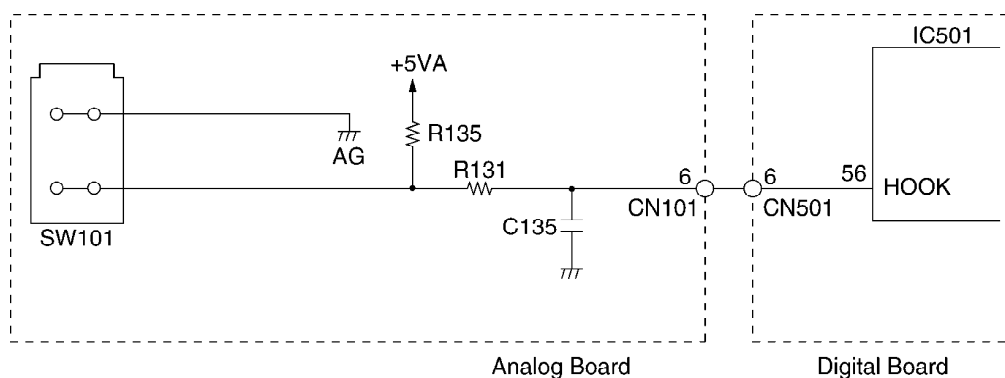 IC501
+5VA
R135
AG
R131
6
6
56
HOOK
CN101
CN501
C135
SW101
Analog Board
Digital Board